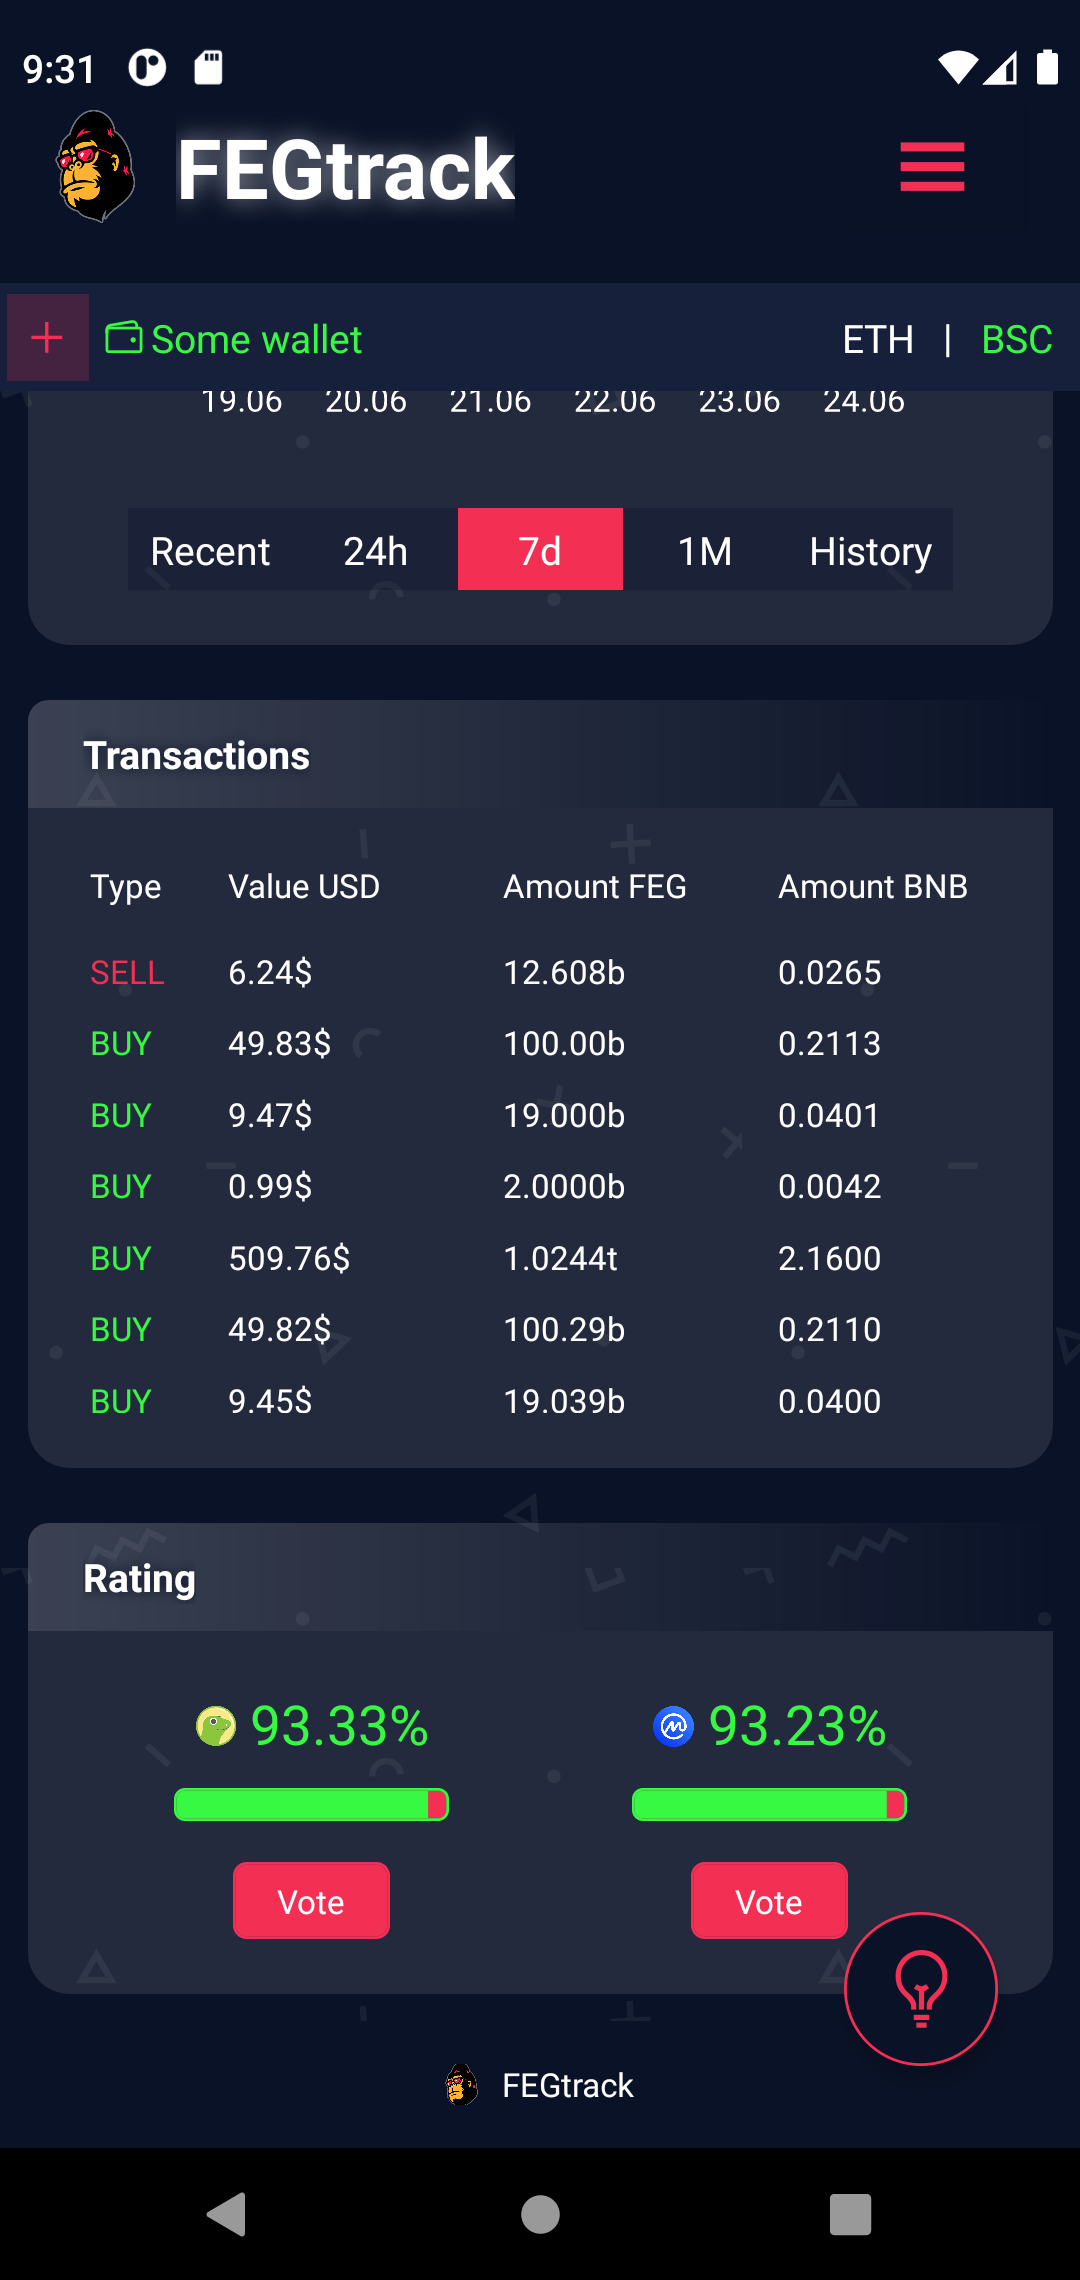 9:31
FEGtrack
Some wallet ETH | BSC
19.06 20.06 21.06 22.06 23.06 24.06
Recent 24h 7d 1M History
Transactions
Type Value USD Amount FEG Amount BNB
SELL 6.24$ 12.608b 0.0265
BUY 49.83$ 100.00b 0.2113
BUY 9.47$ 19.000b 0.0401
BUY 0.99$ 2.0000b 0.0042
BUY 509.76$ 1.0244t 2.1600
BUY 49.82$ 100.29b 0.2110
BUY 9.45$ 19.039b 0.0400
Rating
93.33% 93.23%
Vote Vote
FEGtrack